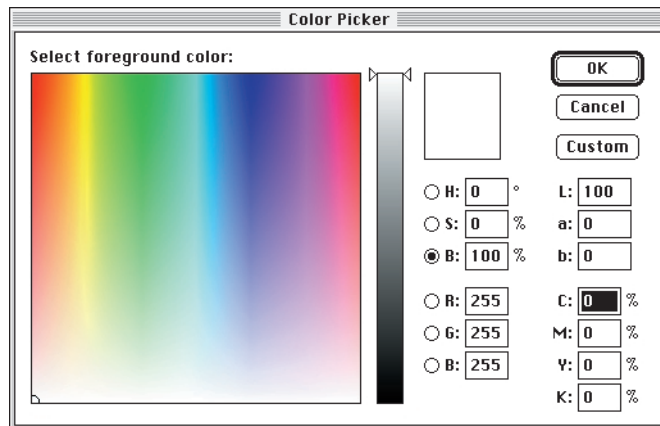 Color Picker
Select foreground color:
OK
Cancel
Custom
H: 0 °
S: 0 %
B: 100 %
R: 255
G: 255
B: 255
L: 100
a: 0
b: 0
C: 0 %
M: 0 %
Y: 0 %
K: 0 %